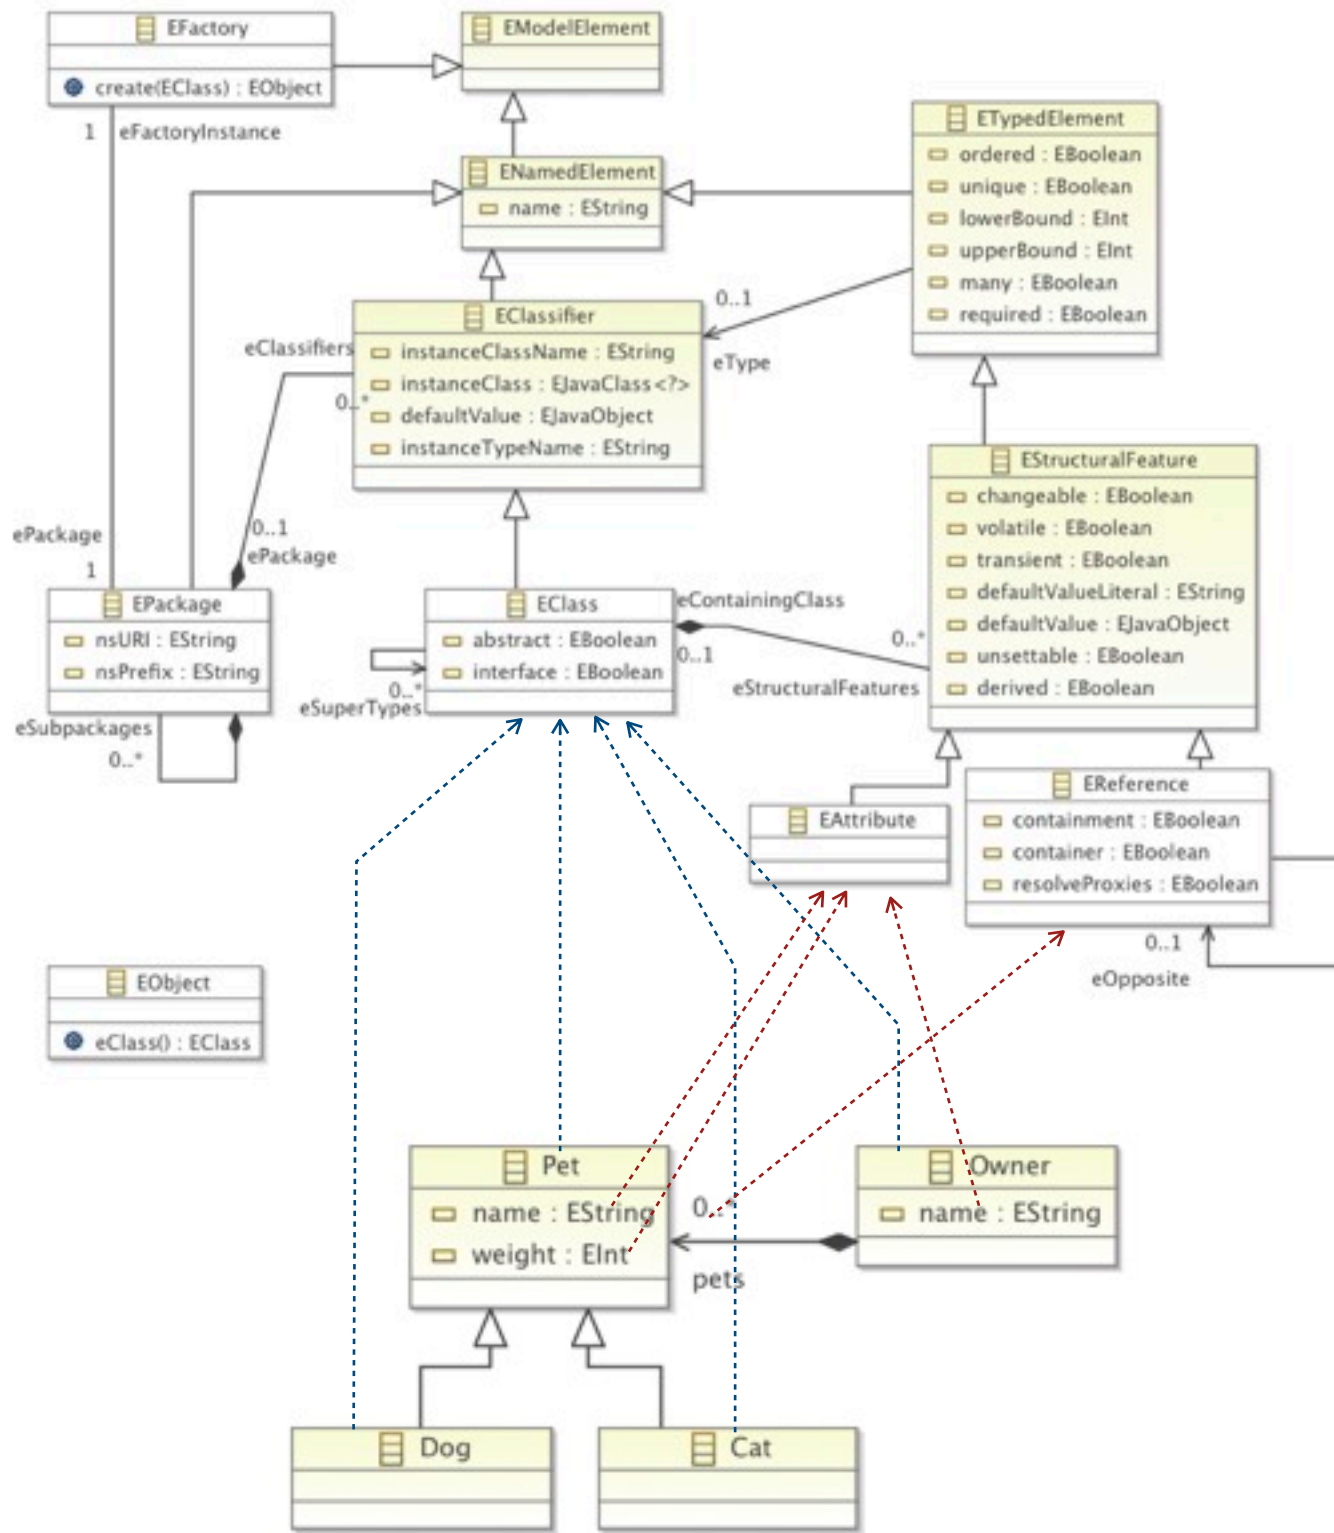 EFactory
create(EClass) : EObject
EModelElement
1
eFactoryInstance
ENamedElement
name : EString
ETypedElement
ordered : EBoolean
unique : EBoolean
lowerBound : EInt
upperBound : EInt
many : EBoolean
required : EBoolean
0..1
eType
EClassifier
instanceClassName : EString
instanceClass : EJavaClass<?>
defaultValue : EJavaObject
instanceTypeName : EString
eClassifiers
0..*
EStructuralFeature
changeable : EBoolean
volatile : EBoolean
transient : EBoolean
defaultValueLiteral : EString
defaultValue : EJavaObject
unsettable : EBoolean
derived : EBoolean
ePackage
1
0..1
ePackage
EPackage
nsURI : EString
nsPrefix : EString
eSubpackages
0..*
EClass
abstract : EBoolean
interface : EBoolean
0..*
eSuperTypes
eContainingClass
0..1
0..*
eStructuralFeatures
EAttribute
EReference
containment : EBoolean
container : EBoolean
resolveProxies : EBoolean
0..1
eOpposite
EObject
eClass() : EClass
Pet
name : EString
weight : EInt
0..*
pets
Owner
name : EString
Dog
Cat